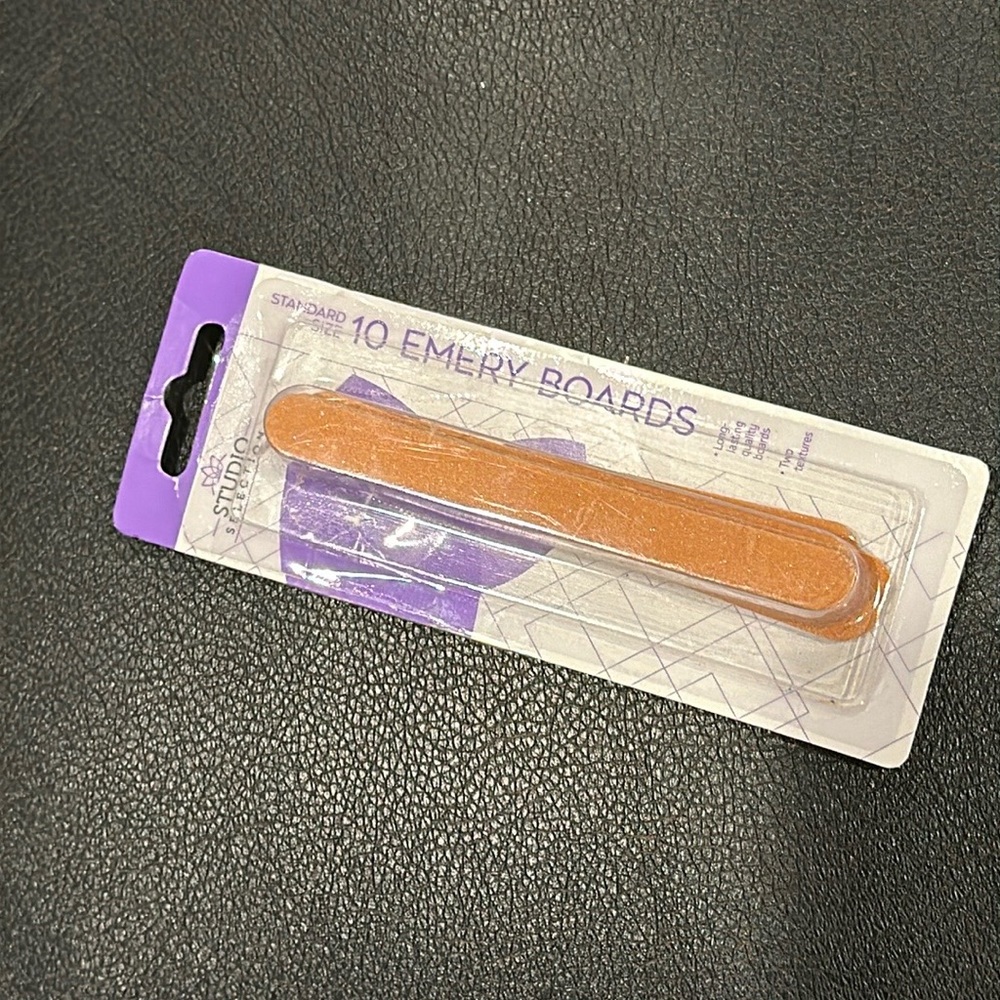 STANDARD
SIZE
10 EMERY BOARDS
• Long-
lasting
quality
boards
• Two
textures
STUDIO
SELECTION